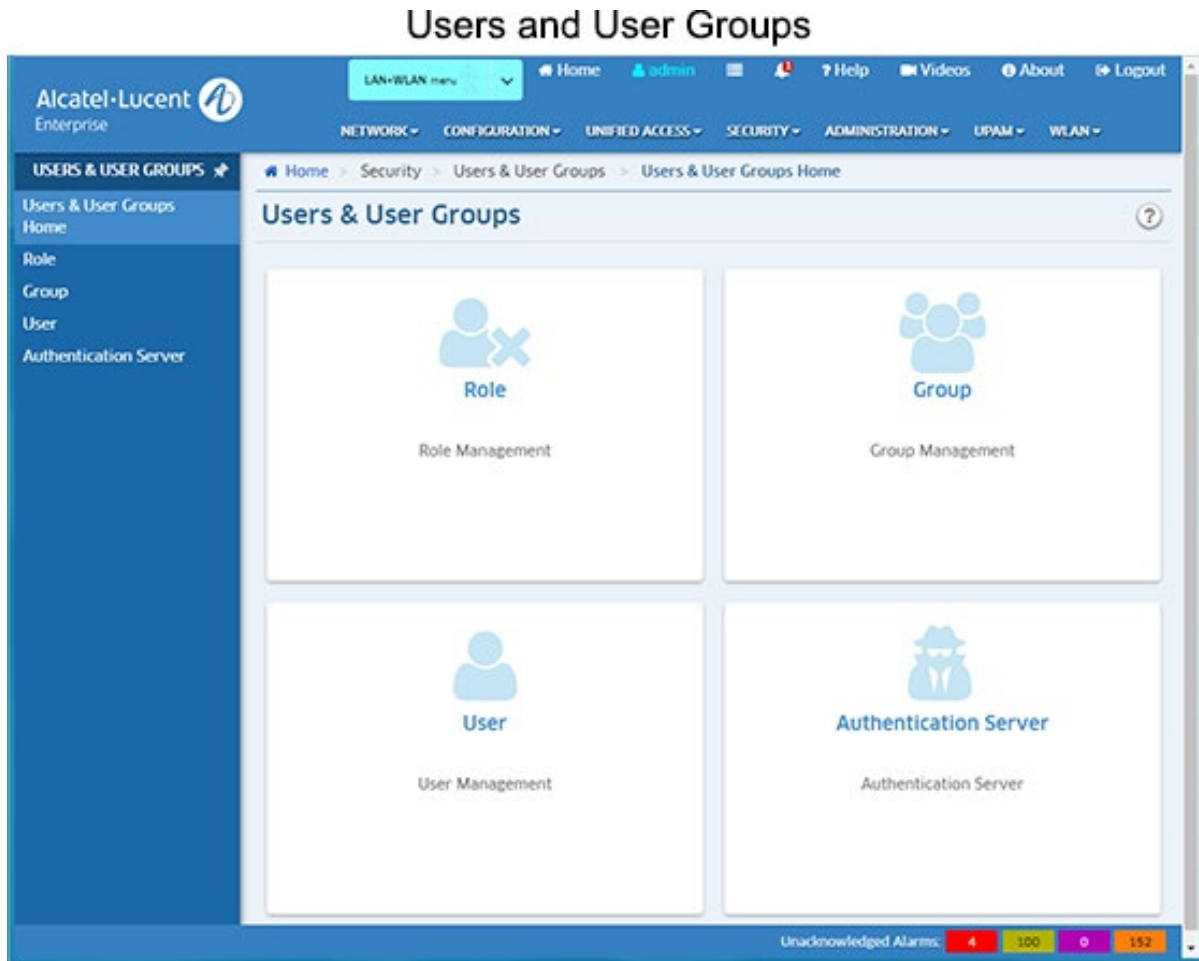 Users and User Groups
LAN+WLAN menu
Home admin ? Help Videos About Logout
Alcatel·Lucent
Enterprise
NETWORK CONFIGURATION UNIFIED ACCESS SECURITY ADMINISTRATION UPAM WLAN
USERS & USER GROUPS
Home > Security > Users & User Groups > Users & User Groups Home
Users & User Groups
Home
Role
Group
User
Authentication Server
Users & User Groups
?
Role
Role Management
Group
Group Management
User
User Management
Authentication Server
Authentication Server
Unacknowledged Alarms: 4 100 0 152